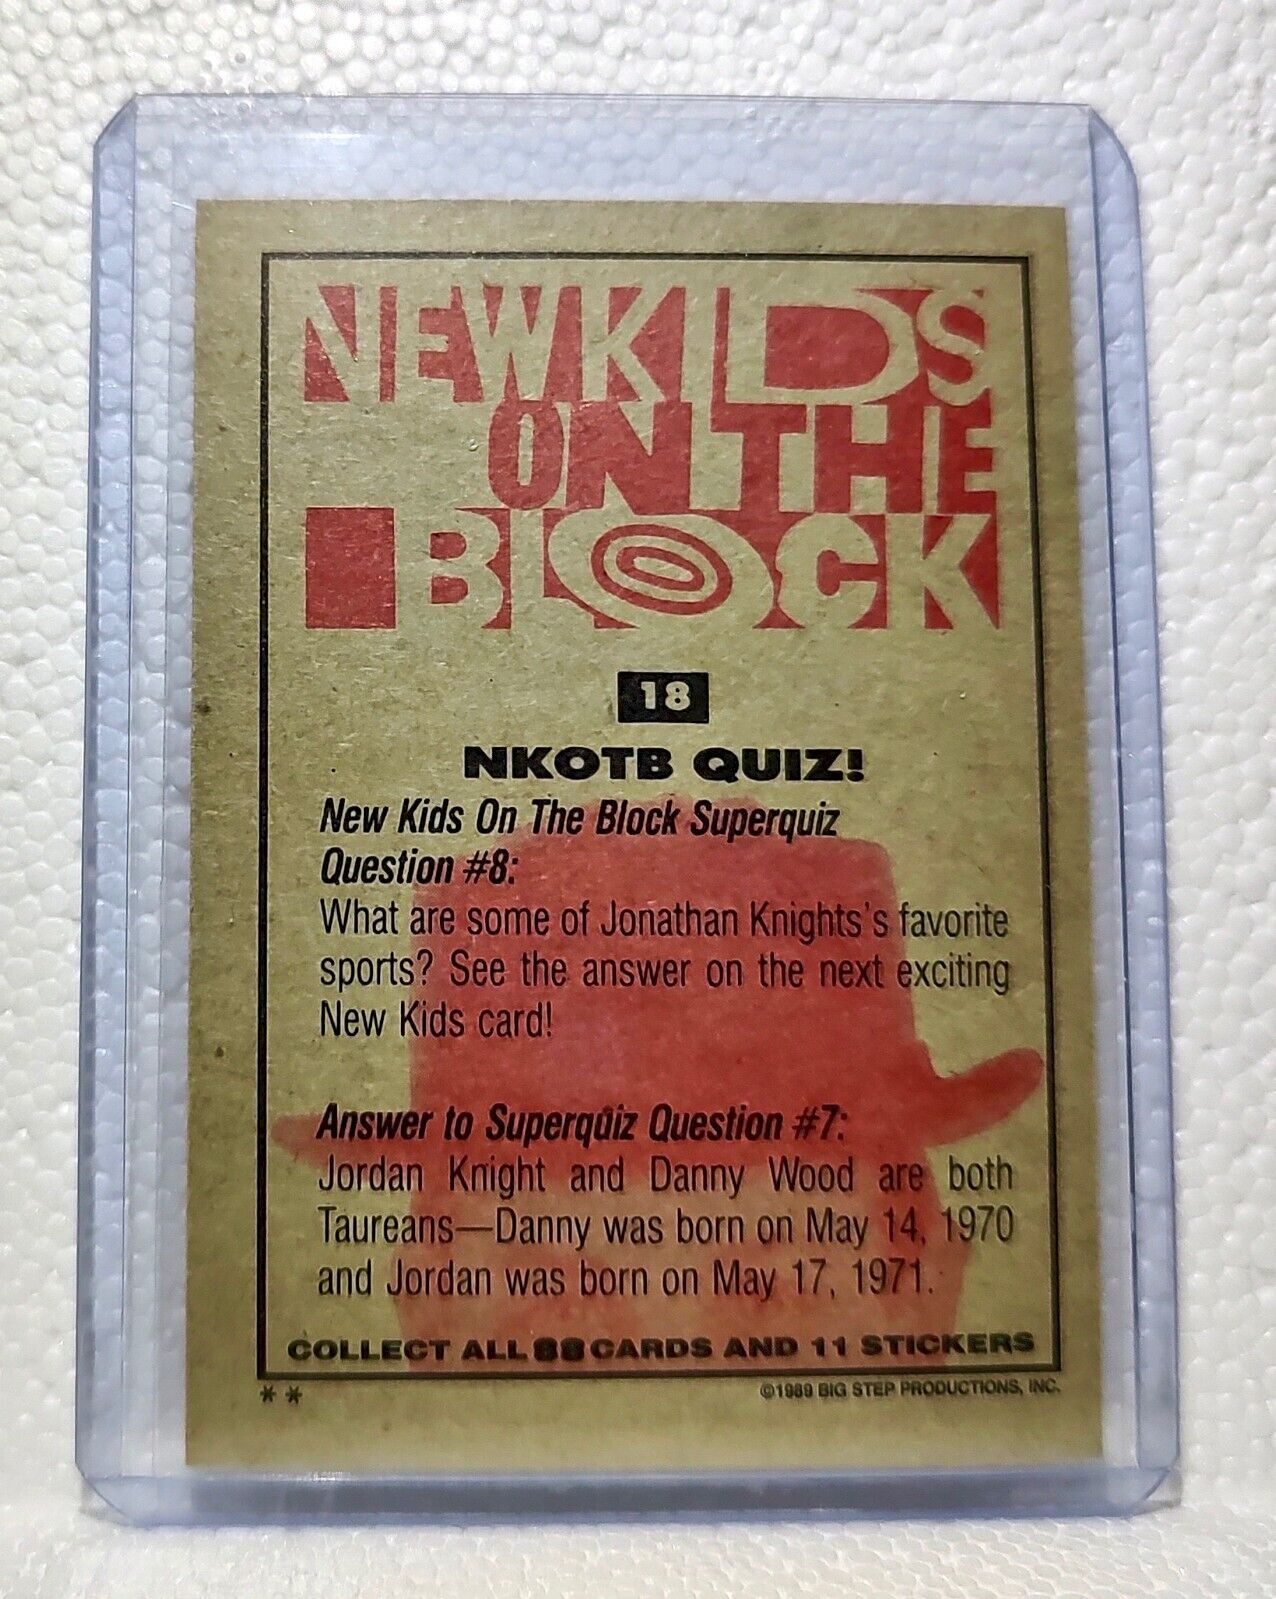 NEW KIDS
ON THE
BLOCK
18
NKOTB QUIZ!
New Kids On The Block Superquiz
Question #8:
What are some of Jonathan Knights's favorite
sports? See the answer on the next exciting
New Kids card!
Answer to Superquiz Question #7:
Jordan Knight and Danny Wood are both
Taureans—Danny was born on May 14, 1970
and Jordan was born on May 17, 1971.
COLLECT ALL 88 CARDS AND 11 STICKERS
** ©1989 BIG STEP PRODUCTIONS, INC.